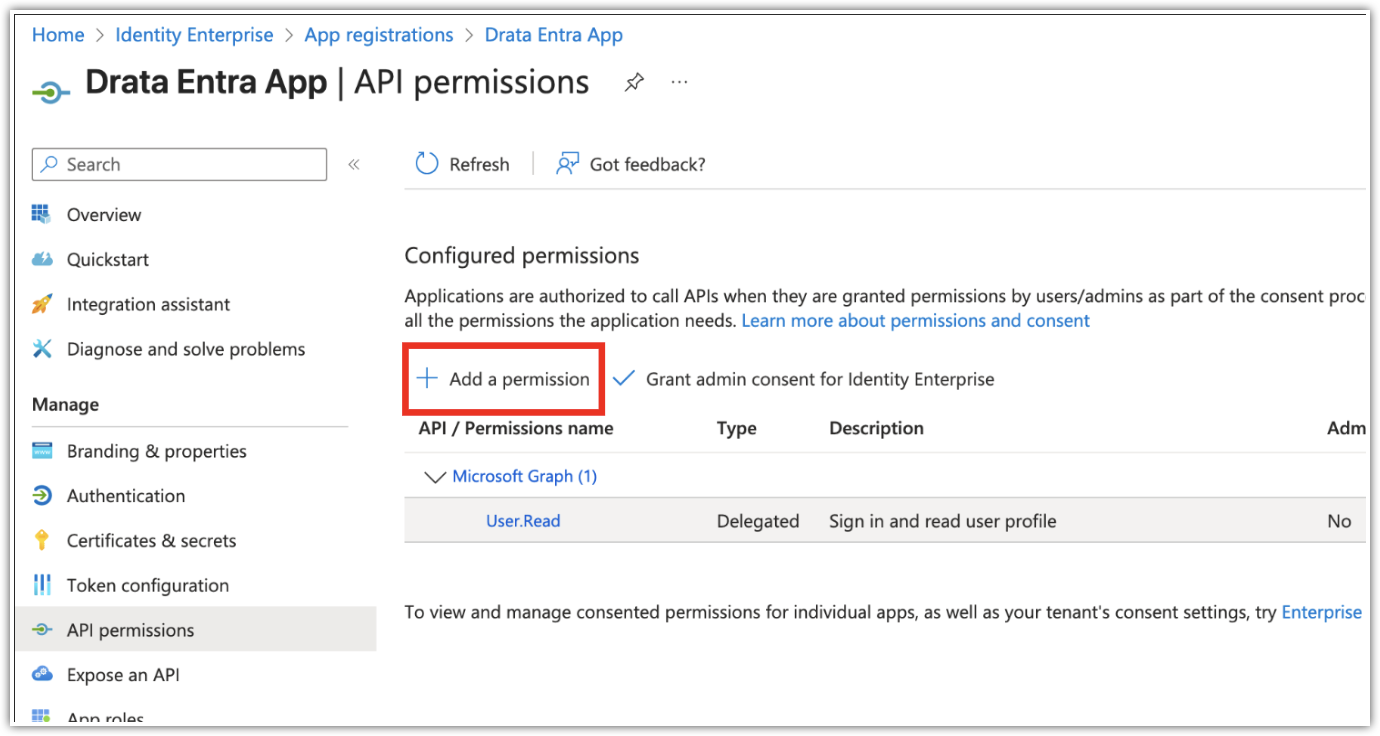 Home > Identity Enterprise > App registrations > Drata Entra App
Drata Entra App | API permissions
Search
Refresh
Got feedback?
Overview
Quickstart
Integration assistant
Diagnose and solve problems
Manage
Branding & properties
Authentication
Certificates & secrets
Token configuration
API permissions
Expose an API
App roles
Configured permissions
Applications are authorized to call APIs when they are granted permissions by users/admins as part of the consent proc
all the permissions the application needs. Learn more about permissions and consent
Add a permission
Grant admin consent for Identity Enterprise
API / Permissions name Type Description Adm
Microsoft Graph (1)
User.Read Delegated Sign in and read user profile No
To view and manage consented permissions for individual apps, as well as your tenant's consent settings, try Enterprise